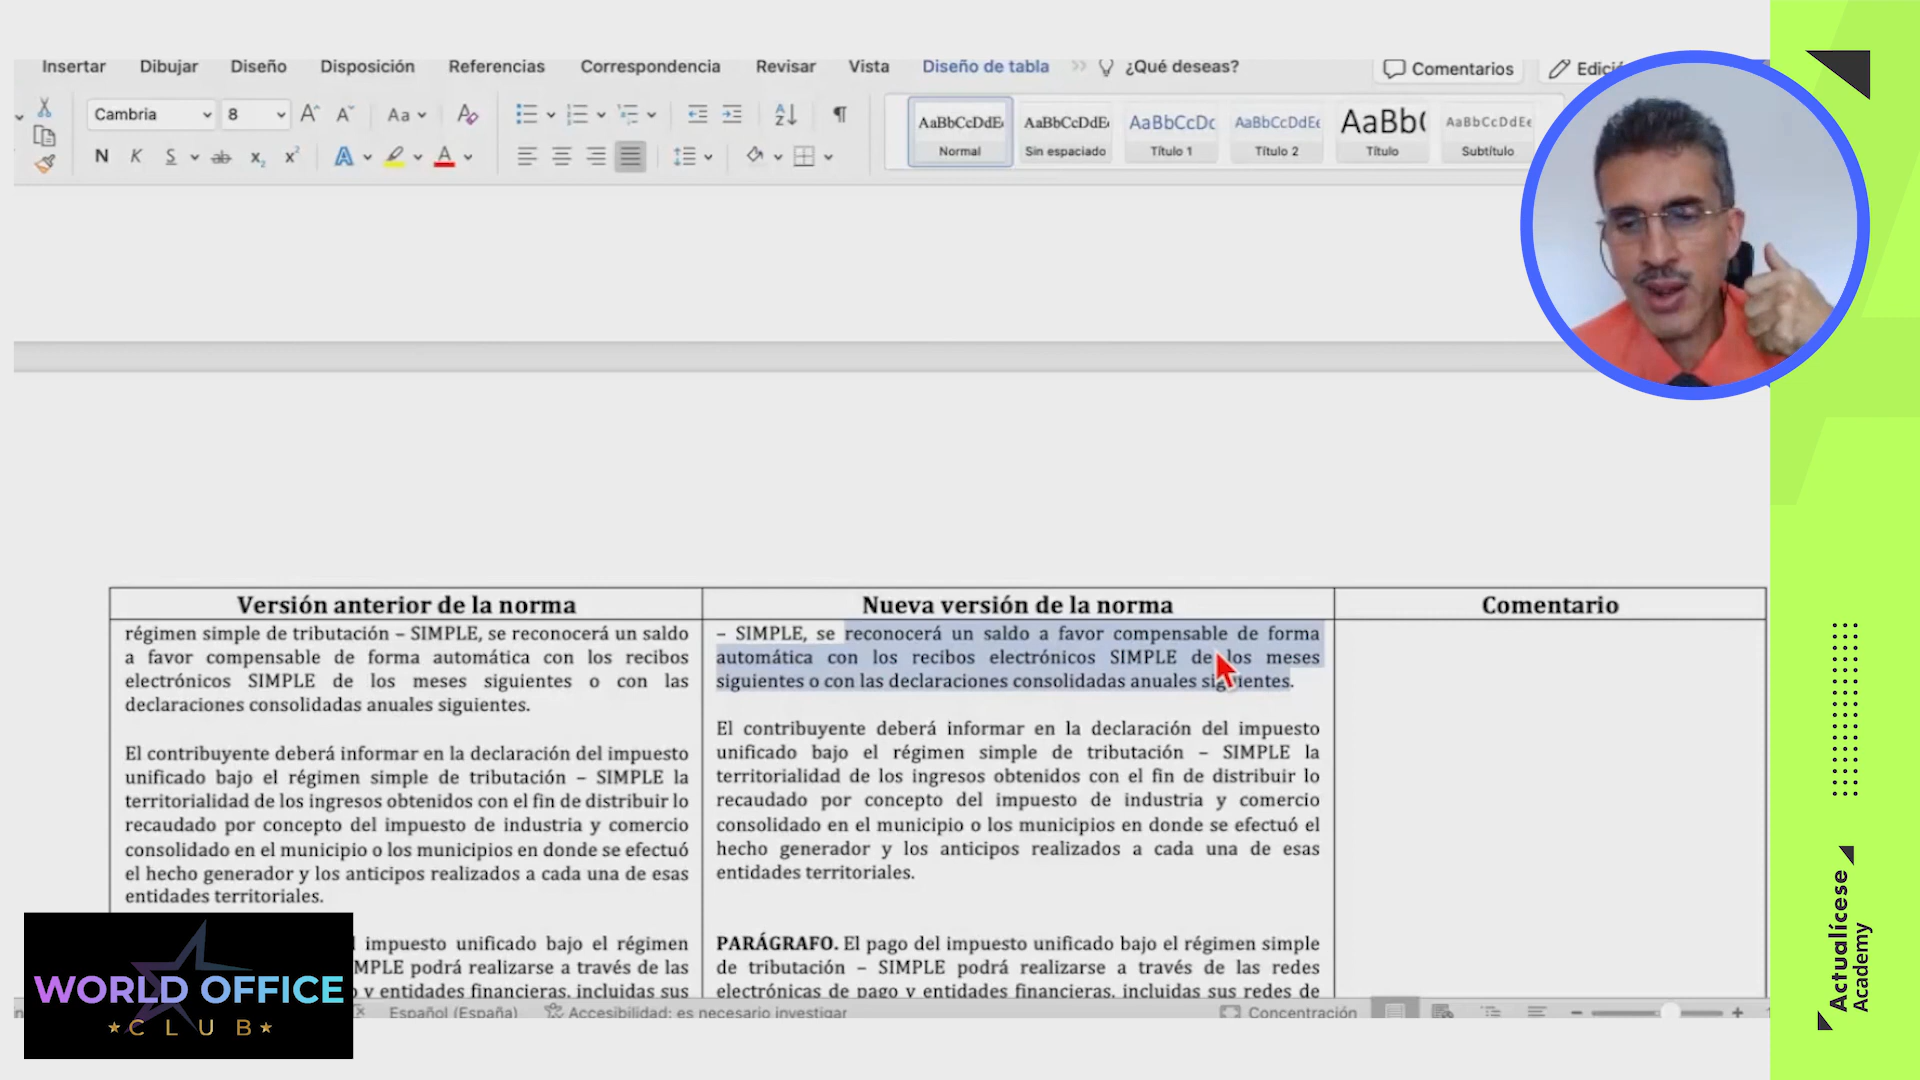 Insertar Dibujar Diseño Disposición Referencias Correspondencia Revisar Vista Diseño de tabla ¿Qué deseas? Comentarios
Cambria 8 Aa
N K S ab x₂ x² A A
AaBbCcDdE AaBbCcDdE AaBbCcDc AaBbCcDdEe AaBb( AaBbCcDdEe
Normal Sin espaciado Título 1 Título 2 Título Subtítulo
Versión anterior de la norma
régimen simple de tributación – SIMPLE, se reconocerá un saldo
a favor compensable de forma automática con los recibos
electrónicos SIMPLE de los meses siguientes o con las
declaraciones consolidadas anuales siguientes.
El contribuyente deberá informar en la declaración del impuesto
unificado bajo el régimen simple de tributación – SIMPLE la
territorialidad de los ingresos obtenidos con el fin de distribuir lo
recaudado por concepto del impuesto de industria y comercio
consolidado en el municipio o los municipios en donde se efectuó
el hecho generador y los anticipos realizados a cada una de esas
entidades territoriales.
impuesto unificado bajo el régimen
MPLE podrá realizarse a través de las
y entidades financieras, incluidas sus
Nueva versión de la norma
– SIMPLE, se reconocerá un saldo a favor compensable de forma
automática con los recibos electrónicos SIMPLE de los meses
siguientes o con las declaraciones consolidadas anuales siguientes.
El contribuyente deberá informar en la declaración del impuesto
unificado bajo el régimen simple de tributación – SIMPLE la
territorialidad de los ingresos obtenidos con el fin de distribuir lo
recaudado por concepto del impuesto de industria y comercio
consolidado en el municipio o los municipios en donde se efectuó el
hecho generador y los anticipos realizados a cada una de esas
entidades territoriales.
PARÁGRAFO. El pago del impuesto unificado bajo el régimen simple
de tributación – SIMPLE podrá realizarse a través de las redes
electrónicas de pago y entidades financieras, incluidas sus redes de
Comentario
Español (España) Accesibilidad: es necesario investigar Concentración
WORLD OFFICE
CLUB
Actualícese
Academy